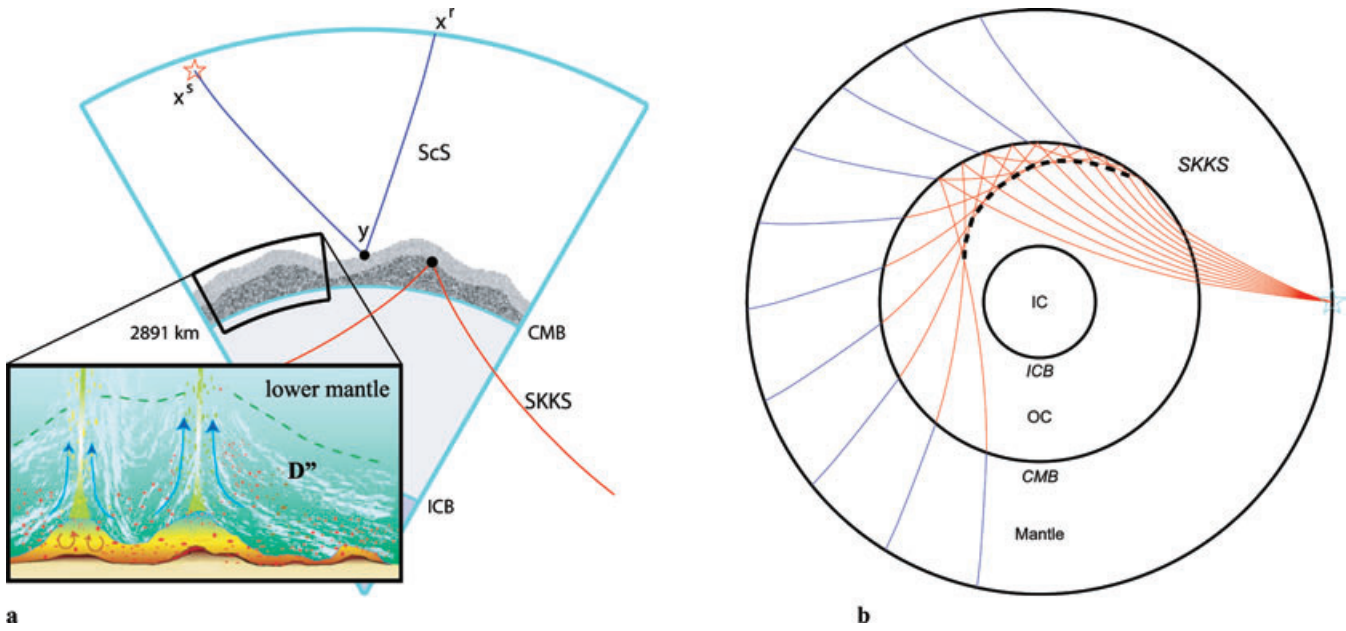 x^r
x^s
ScS
y
2891 km
CMB
lower mantle
SKKS
D”
ICB
a
SKKS
IC
ICB
OC
CMB
Mantle
b